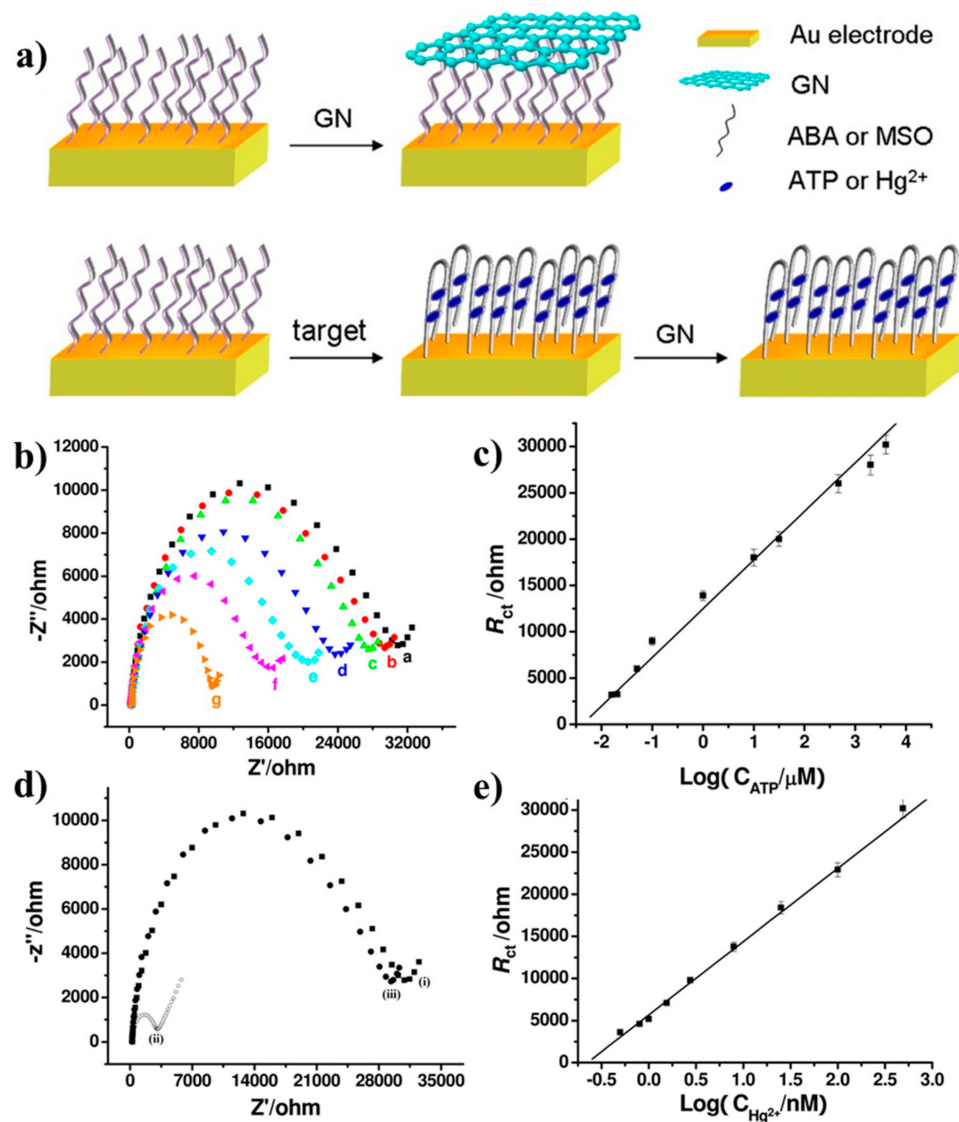 a)
GN
Au electrode
GN
ABA or MSO
ATP or Hg²⁺
target
GN
b)
12000
10000
8000
6000
4000
2000
0
-Z''/ohm
0 8000 16000 24000 32000
Z'/ohm
g f e d c b a
c)
30000
25000
20000
15000
10000
5000
0
R_ct/ohm
-2 -1 0 1 2 3 4
Log( C_ATP/μM)
d)
10000
8000
6000
4000
2000
0
-z''/ohm
0 7000 14000 21000 28000 35000
Z'/ohm
(ii) (iii) (i)
e)
30000
25000
20000
15000
10000
5000
0
R_ct/ohm
-0.5 0.0 0.5 1.0 1.5 2.0 2.5 3.0
Log( C_Hg²⁺/nM)